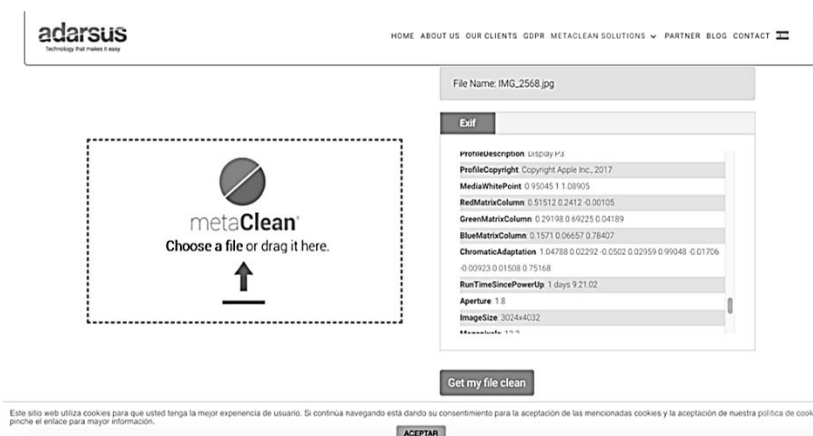 adarsus
Technology that makes it easy
HOME ABOUT US OUR CLIENTS GDPR METACLEAN SOLUTIONS PARTNER BLOG CONTACT
File Name: IMG_2568.jpg
Exif
metaClean®
Choose a file or drag it here.
ProfileDescription: Display P3
ProfileCopyright: Copyright Apple Inc., 2017
MediaWhitePoint: 0.95045 1 1.08905
RedMatrixColumn: 0.51512 0.2412 -0.00105
GreenMatrixColumn: 0.29198 0.69225 0.04189
BlueMatrixColumn: 0.1571 0.06657 0.78407
ChromaticAdaptation: 1.04788 0.02292 -0.0502 0.02959 0.99048 -0.01706
-0.00923 0.01508 0.75168
RunTimeSincePowerUp: 1 days 9:21:02
Aperture: 1.8
ImageSize: 3024x4032
Megapixels: 12.2
Get my file clean
Este sitio web utiliza cookies para que usted tenga la mejor experiencia de usuario. Si continúa navegando está dando su consentimiento para la aceptación de las mencionadas cookies y la aceptación de nuestra política de cook
pinche el enlace para mayor información.
ACEPTAR